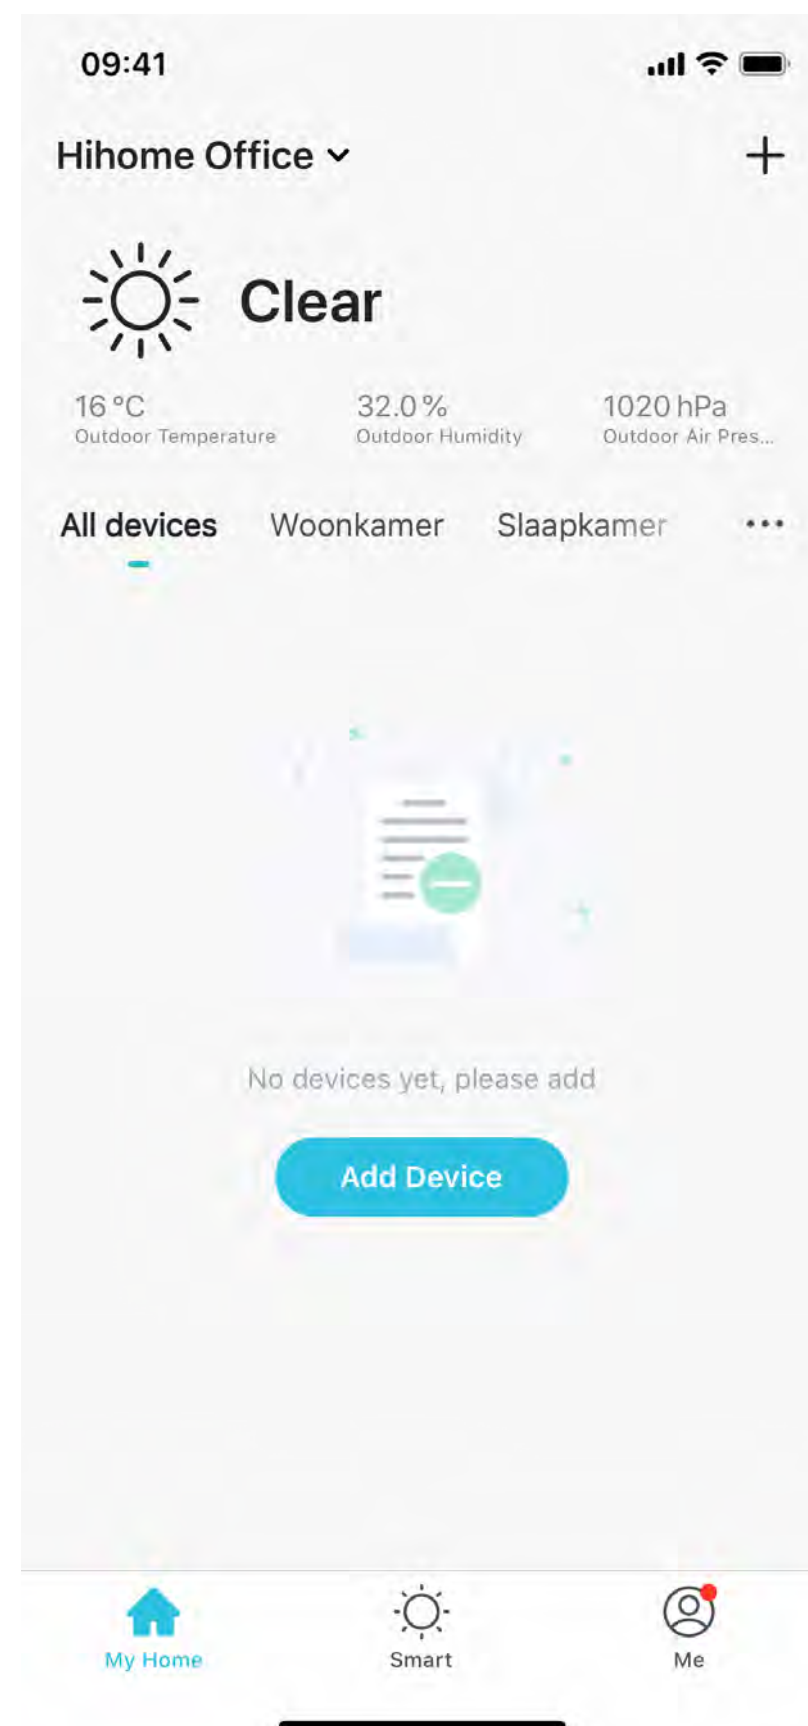 09:41
Hihome Office
Clear
16 °C 32.0 % 1020 hPa
Outdoor Temperature Outdoor Humidity Outdoor Air Pres...
All devices Woonkamer Slaapkamer
No devices yet, please add
Add Device
My Home Smart Me